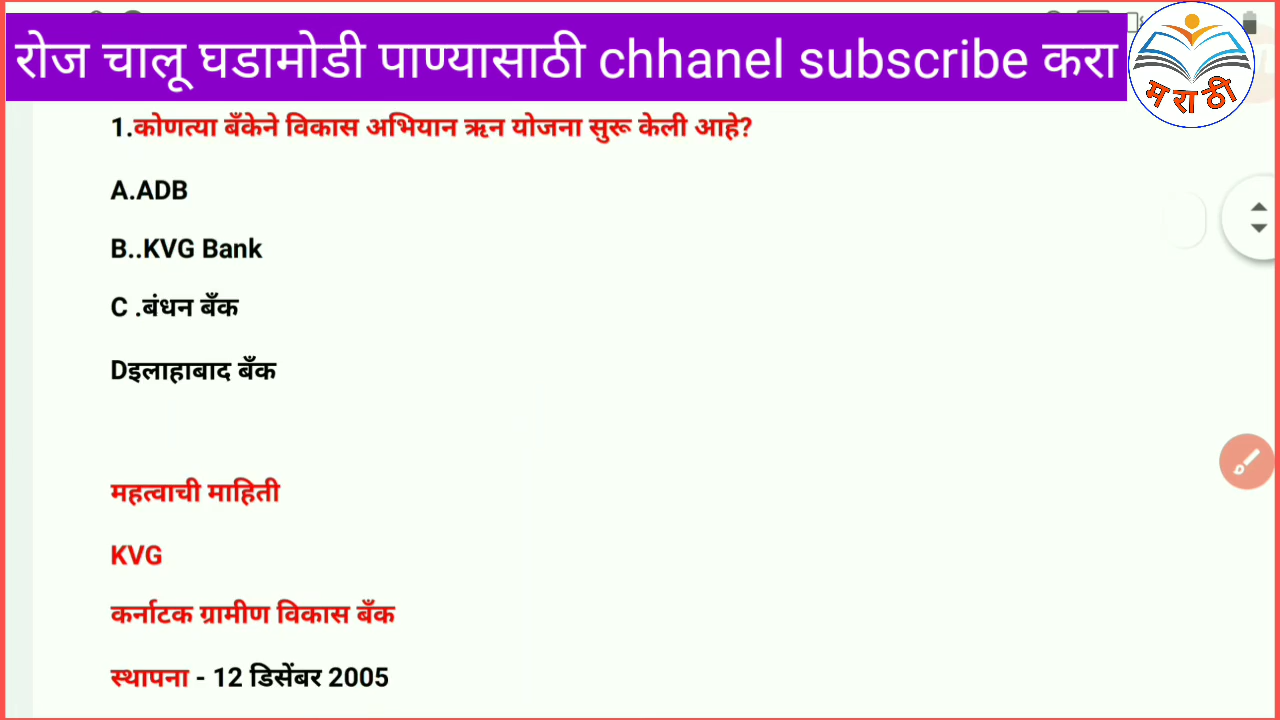 रोज चालू घडामोडी पाण्यासाठी chhanel subscribe करा
मराठी
1.कोणत्या बँकेने विकास अभियान ऋन योजना सुरू केली आहे?
A.ADB
B..KVG Bank
C .बंधन बँक
Dइलाहाबाद बँक
महत्वाची माहिती
KVG
कर्नाटक ग्रामीण विकास बँक
स्थापना - 12 डिसेंबर 2005